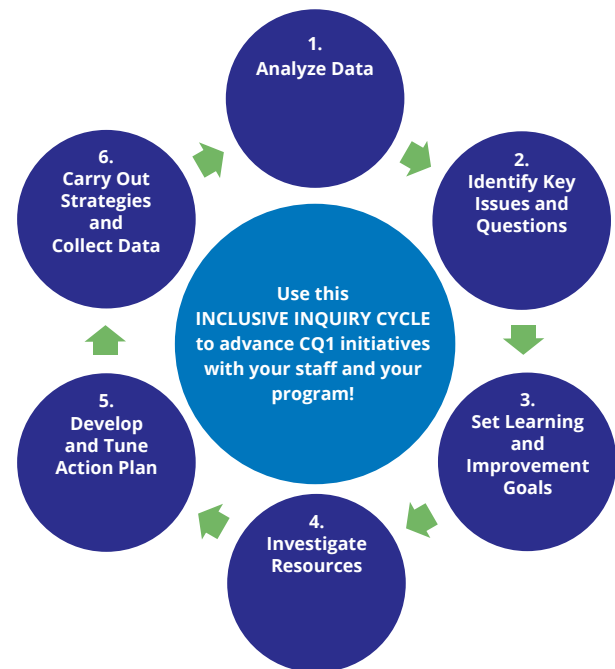 1.
Analyze Data
2.
Identify Key
Issues and
Questions
3.
Set Learning
and
Improvement
Goals
4.
Investigate
Resources
5.
Develop
and Tune
Action Plan
6.
Carry Out
Strategies
and
Collect Data
Use this
INCLUSIVE INQUIRY CYCLE
to advance CQ1 initiatives
with your staff and your
program!